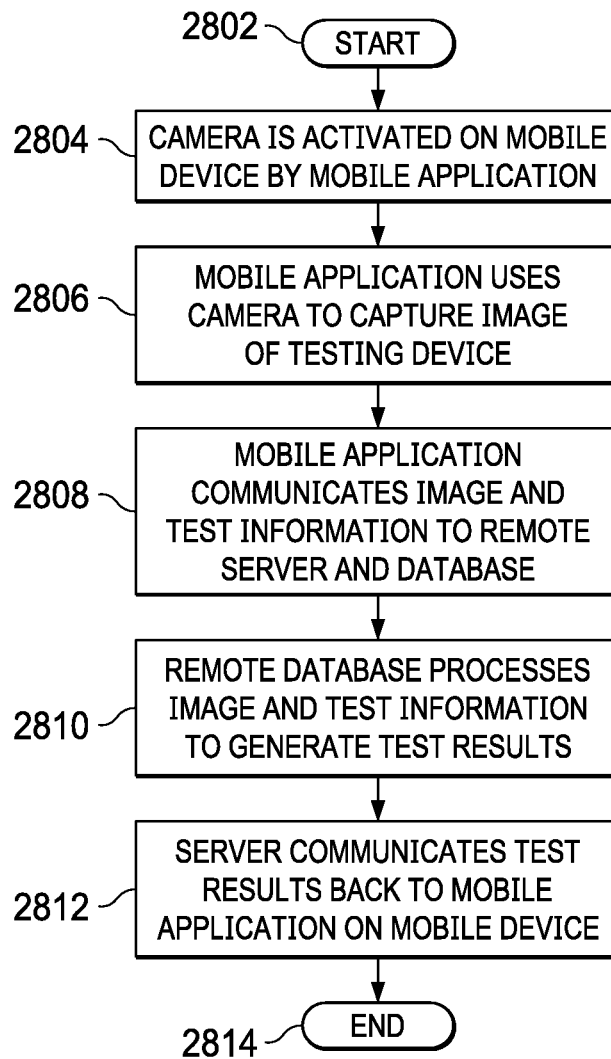 2802
START
2804
CAMERA IS ACTIVATED ON MOBILE
DEVICE BY MOBILE APPLICATION
2806
MOBILE APPLICATION USES
CAMERA TO CAPTURE IMAGE
OF TESTING DEVICE
2808
MOBILE APPLICATION
COMMUNICATES IMAGE AND
TEST INFORMATION TO REMOTE
SERVER AND DATABASE
2810
REMOTE DATABASE PROCESSES
IMAGE AND TEST INFORMATION
TO GENERATE TEST RESULTS
2812
SERVER COMMUNICATES TEST
RESULTS BACK TO MOBILE
APPLICATION ON MOBILE DEVICE
2814
END